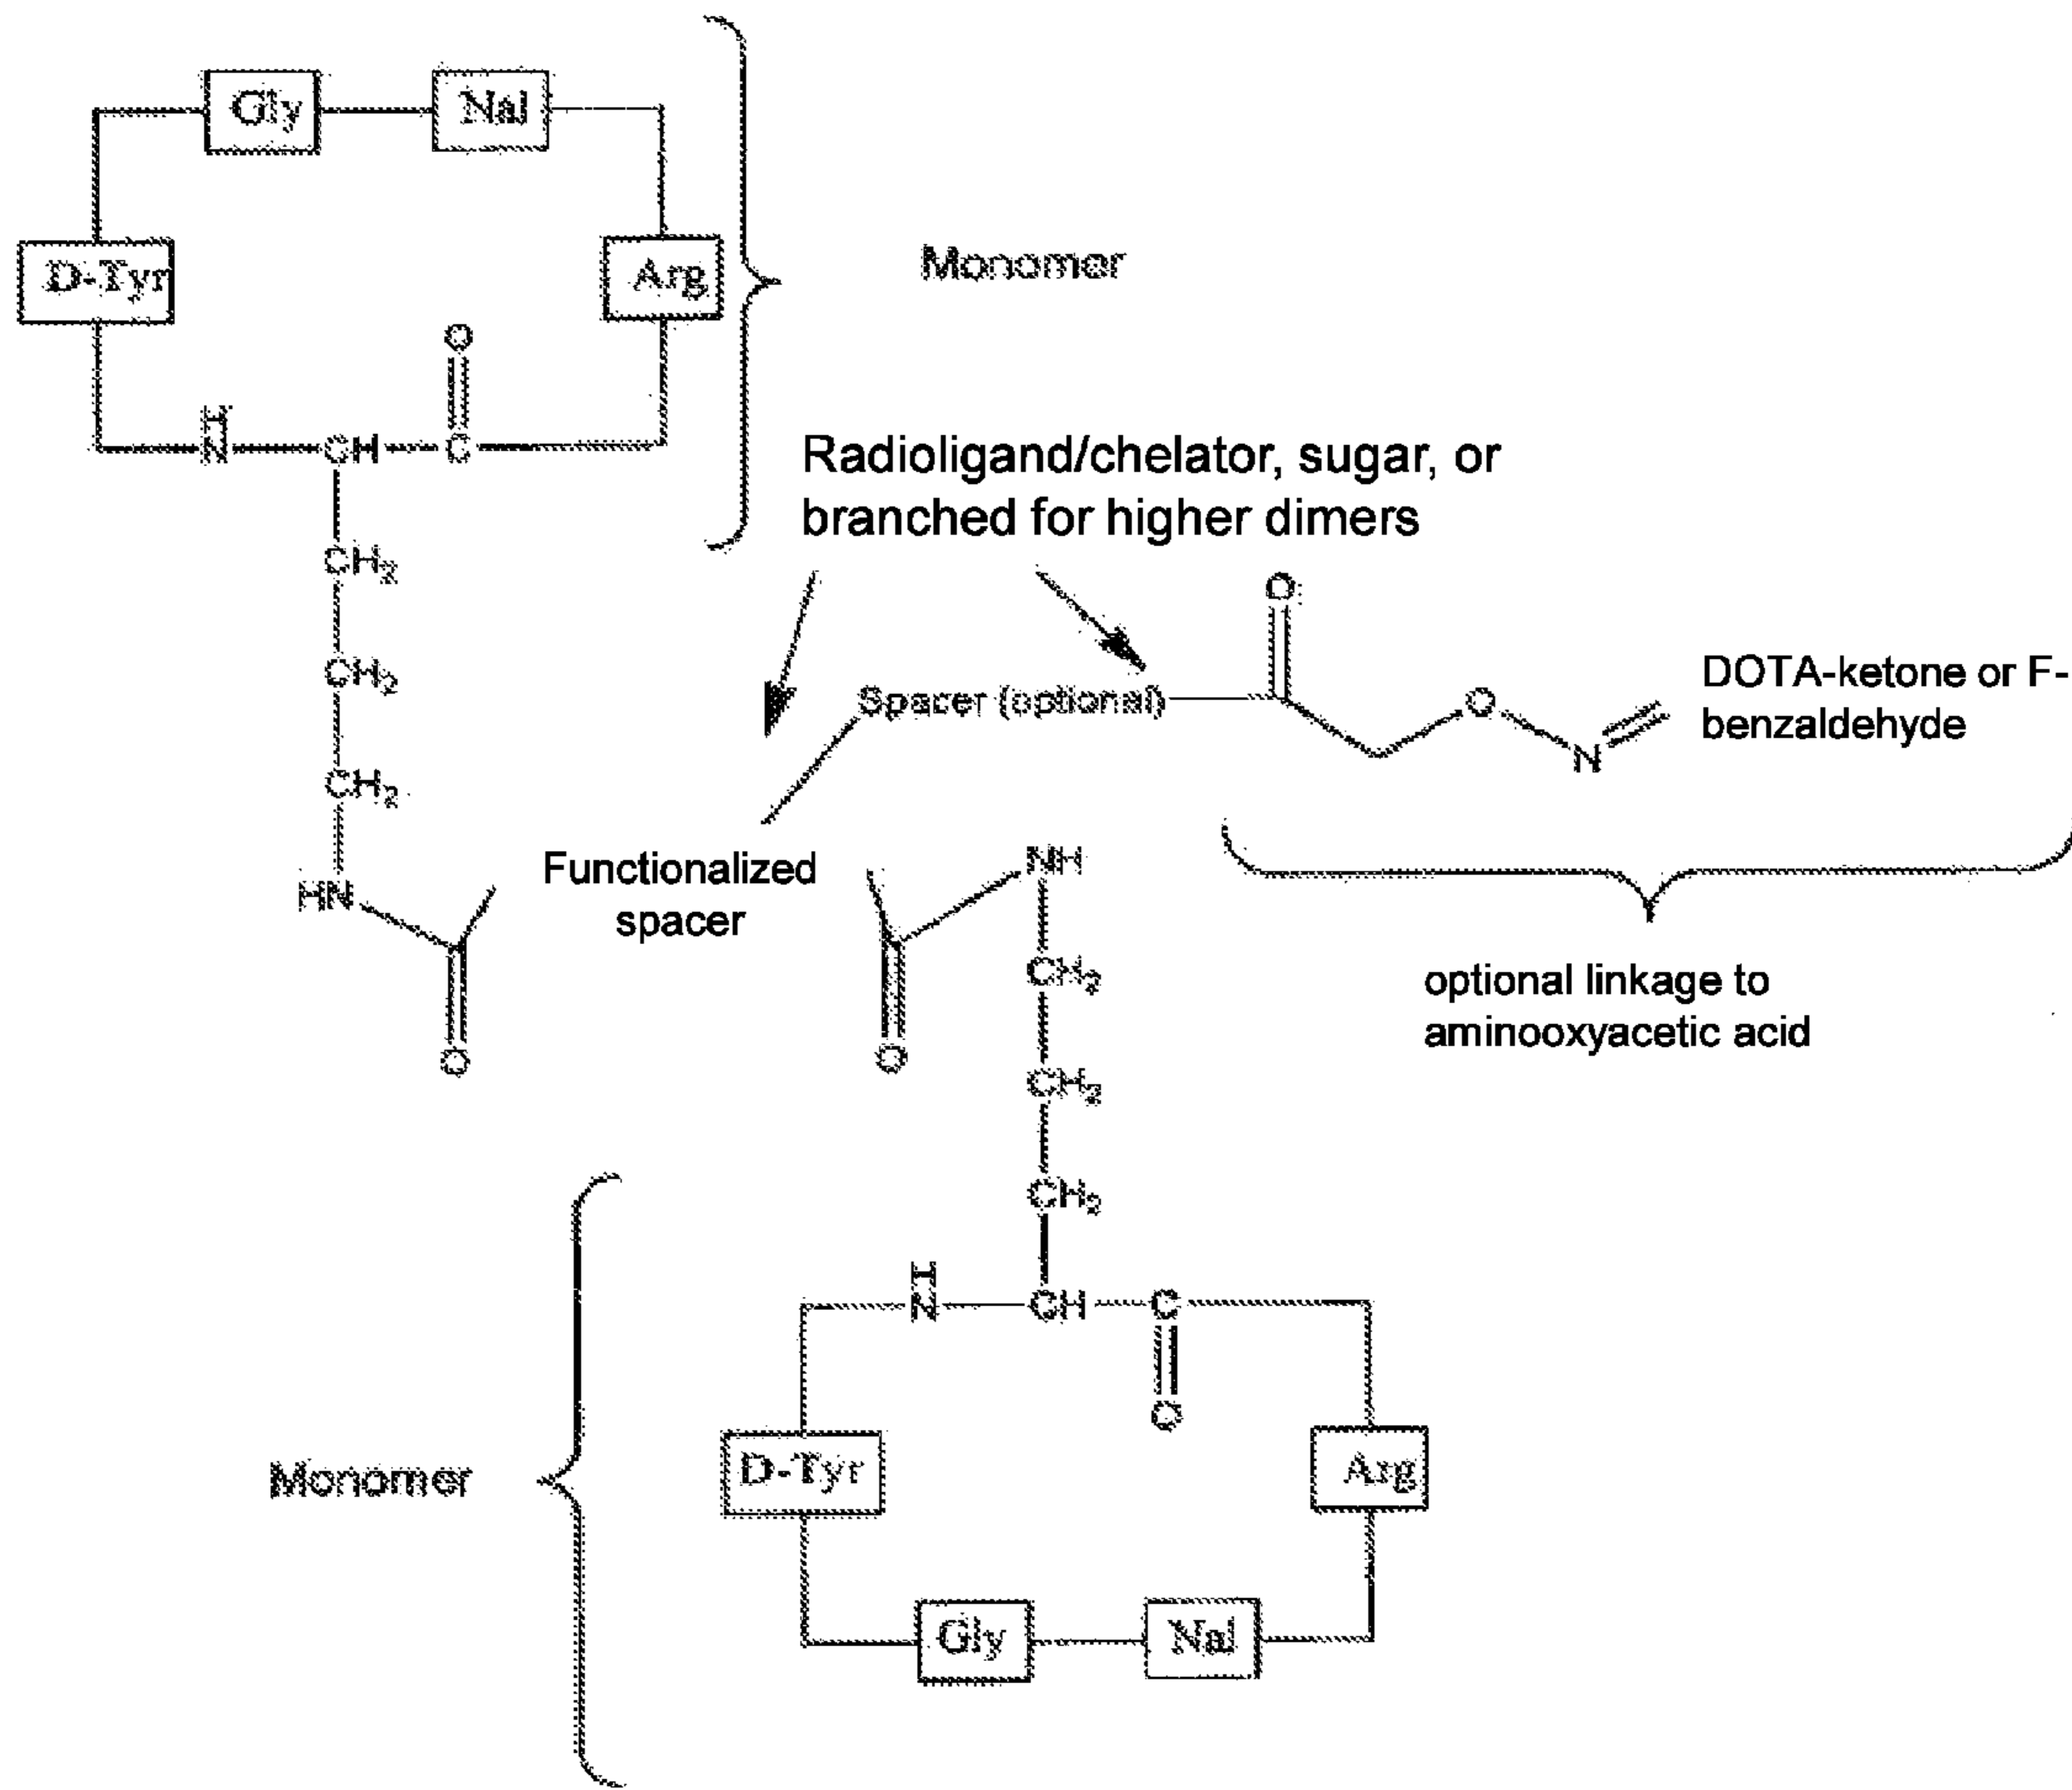 Gly
Nal
D-Tyr
Arg
Monomer
O
H
N
CH
C
Radioligand/chelator, sugar, or
branched for higher dimers
CH2
O
CH2
Spacer (optional)
O
N
DOTA-ketone or F-
benzaldehyde
CH2
HN
Functionalized
spacer
NH
O
O
CH2
optional linkage to
aminooxyacetic acid
CH2
CH2
H
N
CH
C
O
Monomer
D-Tyr
Arg
Gly
Nal